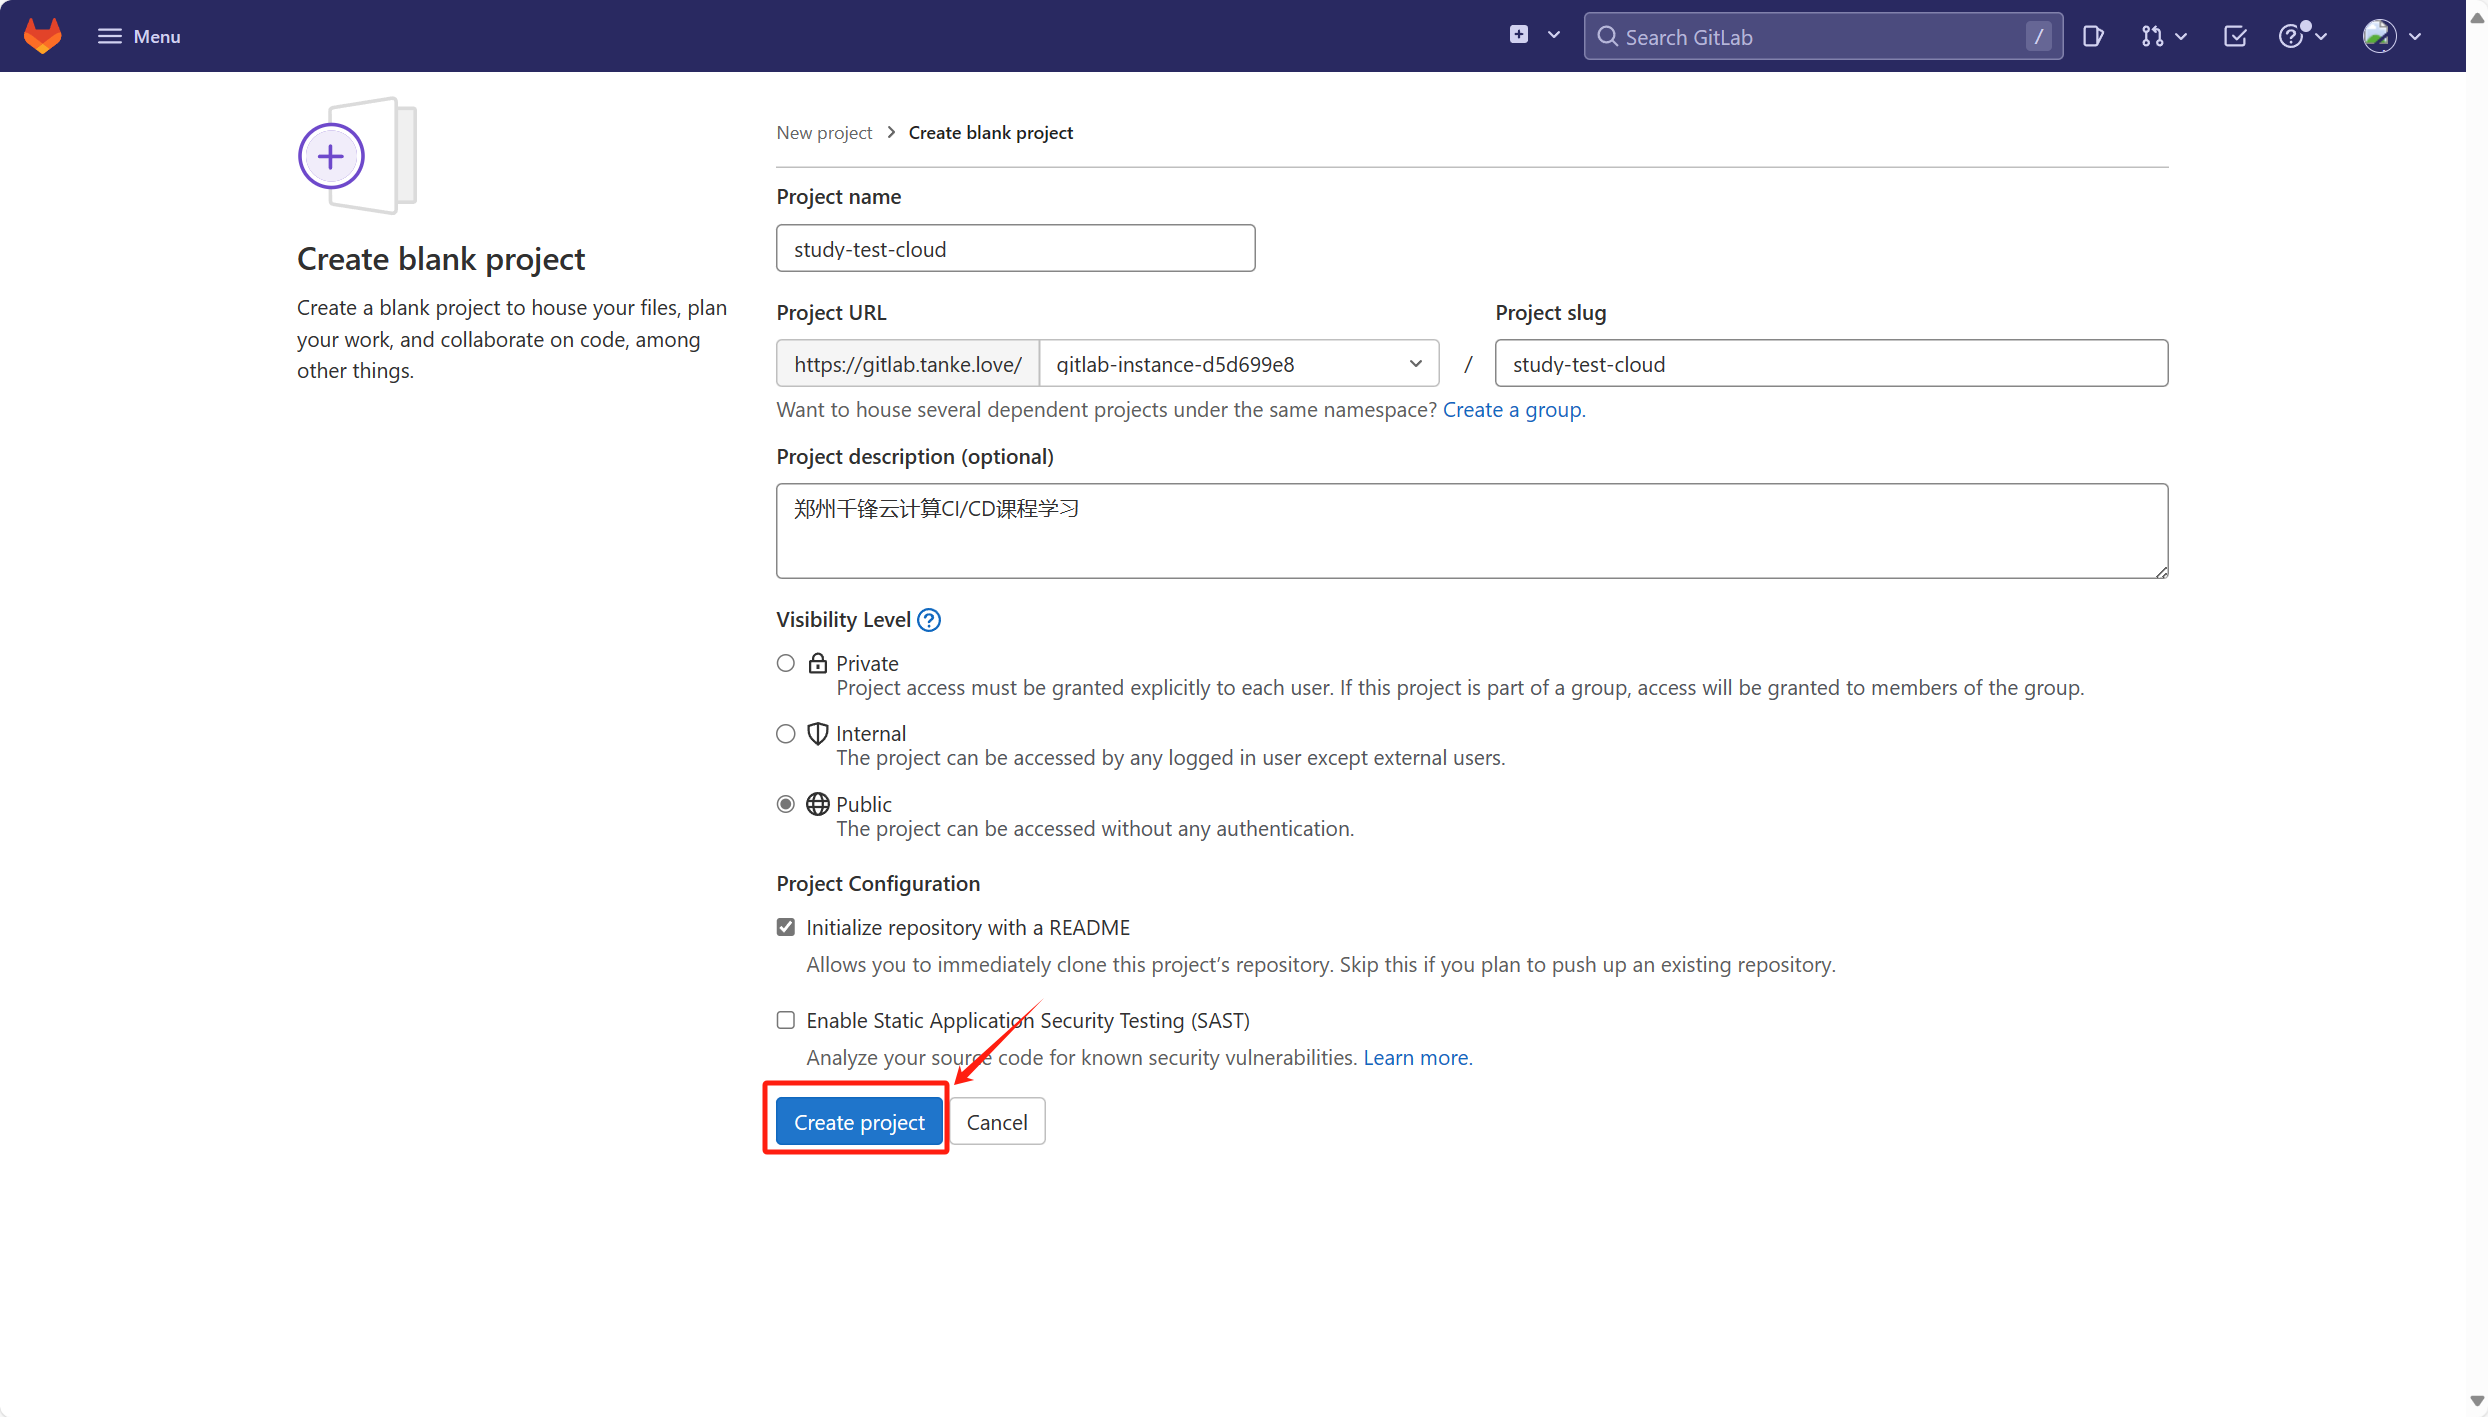 Menu
Search GitLab
/
New project > Create blank project
Create blank project
Create a blank project to house your files, plan
your work, and collaborate on code, among
other things.
Project name
study-test-cloud
Project URL
Project slug
https://gitlab.tanke.love/
gitlab-instance-d5d699e8
/
study-test-cloud
Want to house several dependent projects under the same namespace? Create a group.
Project description (optional)
郑州千锋云计算CI/CD课程学习
Visibility Level
Private
Project access must be granted explicitly to each user. If this project is part of a group, access will be granted to members of the group.
Internal
The project can be accessed by any logged in user except external users.
Public
The project can be accessed without any authentication.
Project Configuration
Initialize repository with a README
Allows you to immediately clone this project’s repository. Skip this if you plan to push up an existing repository.
Enable Static Application Security Testing (SAST)
Analyze your source code for known security vulnerabilities. Learn more.
Create project
Cancel